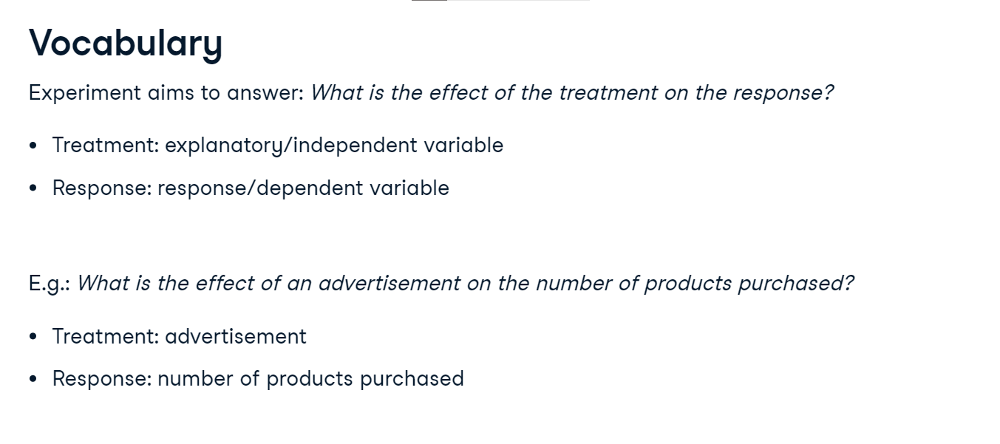 Vocabulary
Experiment aims to answer: What is the effect of the treatment on the response?
• Treatment: explanatory/independent variable
• Response: response/dependent variable
E.g.: What is the effect of an advertisement on the number of products purchased?
• Treatment: advertisement
• Response: number of products purchased